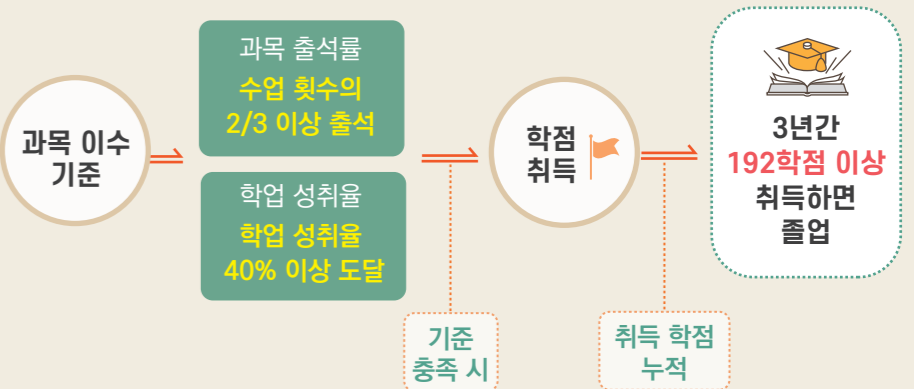 과목 이수
기준
과목 출석률
수업 횟수의
2/3 이상 출석
학업 성취율
학업 성취율
40% 이상 도달
기준
충족 시
학점
취득
취득 학점
누적
3년간
192학점 이상
취득하면
졸업